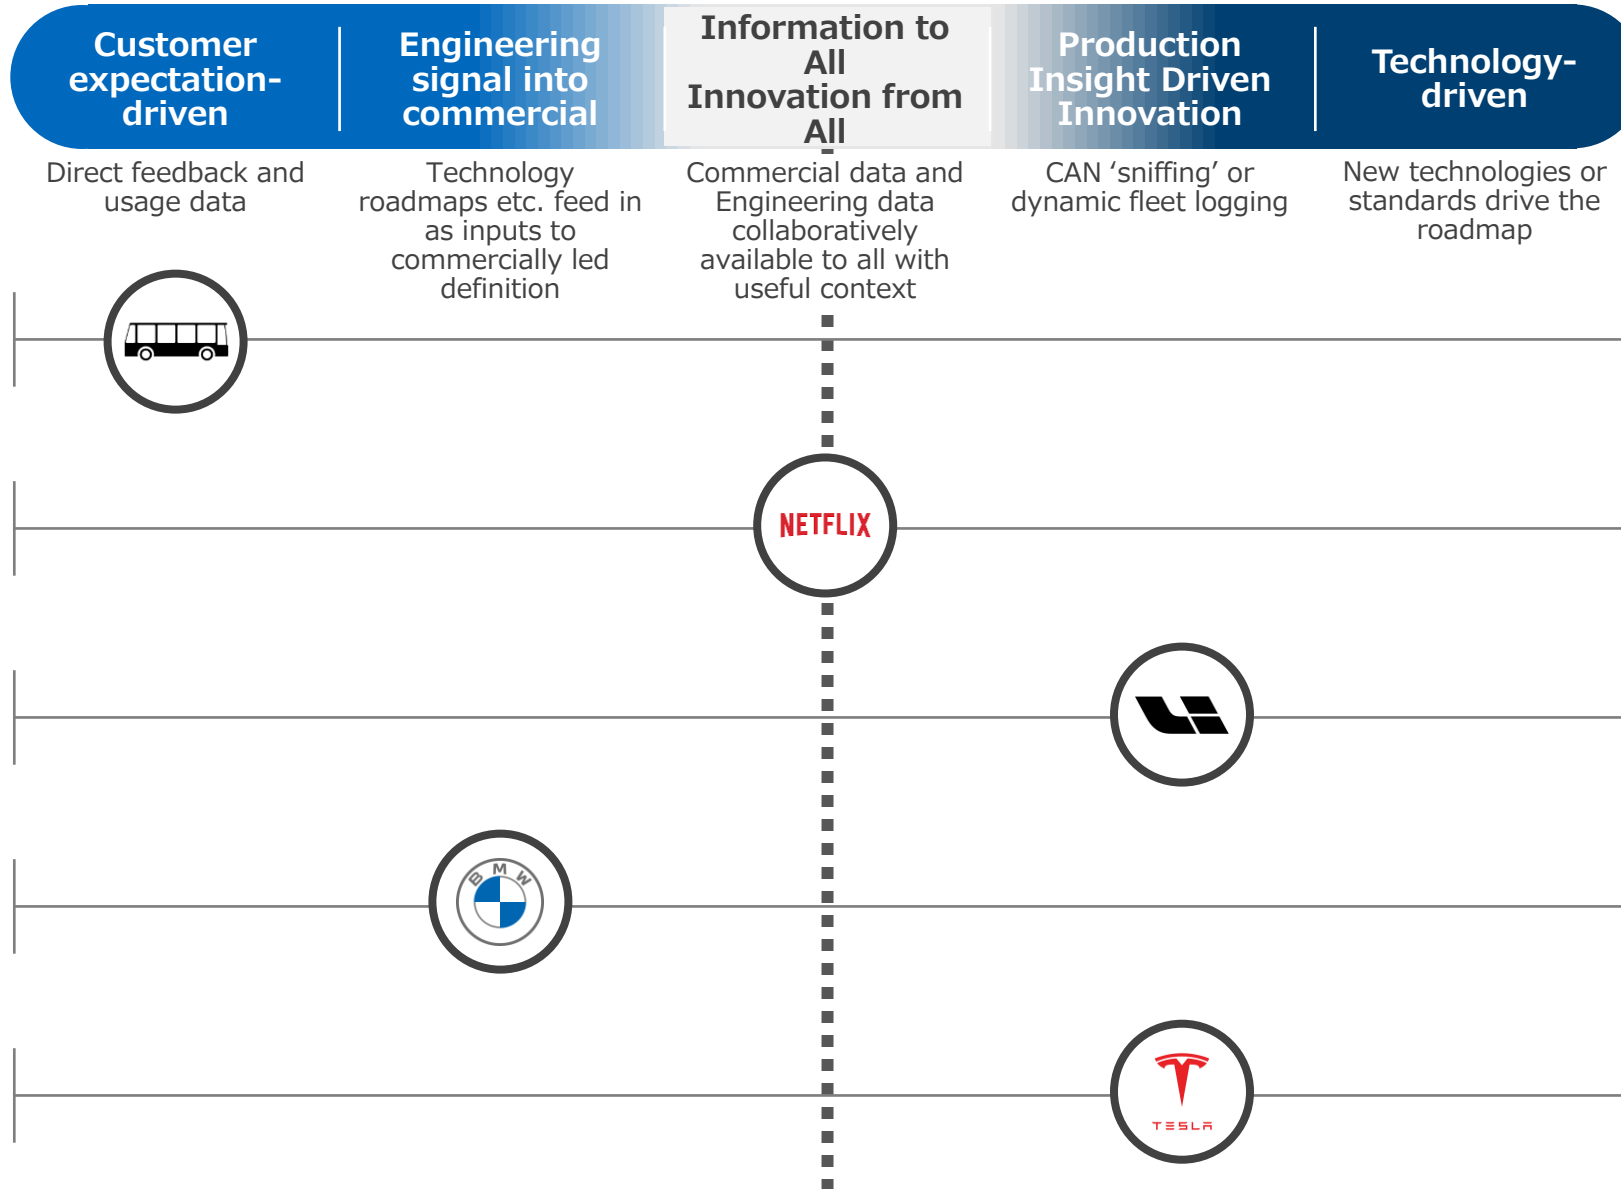 Customer
expectation-
driven
Engineering
signal into
commercial
Information to
All
Innovation from
All
Production
Insight Driven
Innovation
Technology-
driven
Direct feedback and
usage data
Technology
roadmaps etc. feed in
as inputs to
commercially led
definition
Commercial data and
Engineering data
collaboratively
available to all with
useful context
CAN ‘sniffing’ or
dynamic fleet logging
New technologies or
standards drive the
roadmap
NETFLIX
BMW
TESLA